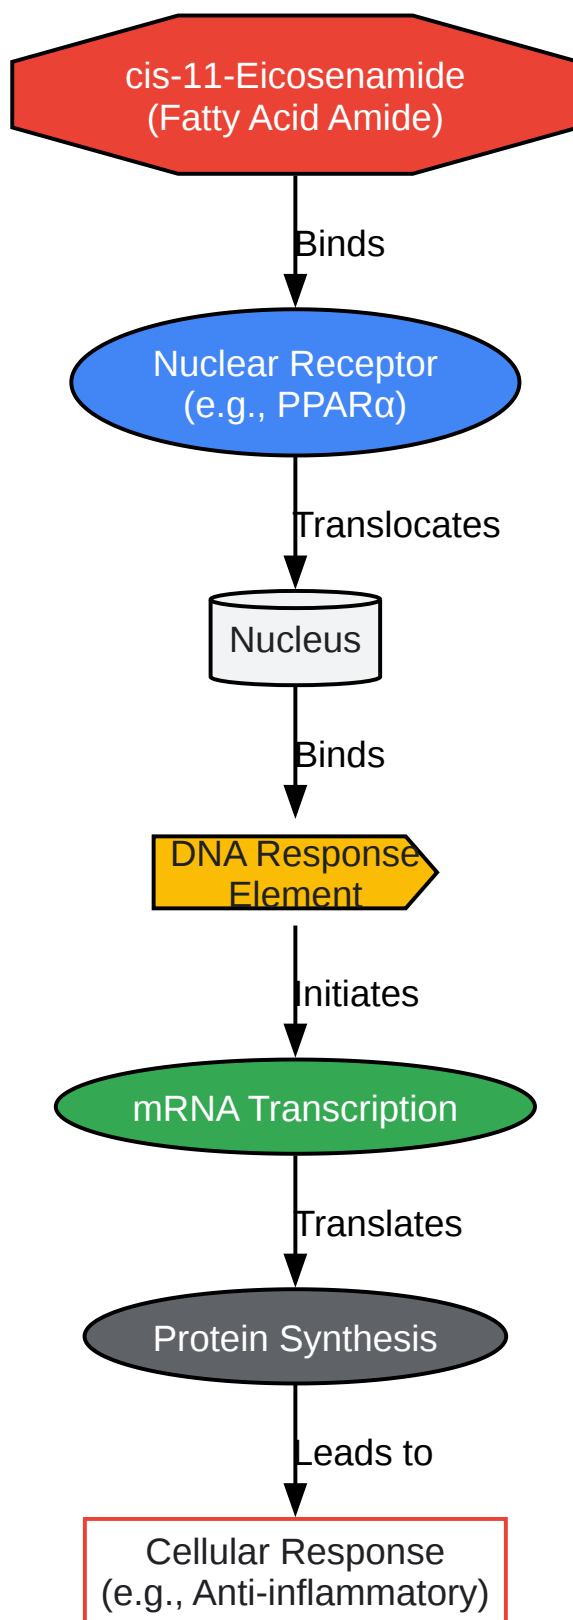 cis-11-Eicosenamide
(Fatty Acid Amide)
Binds
Nuclear Receptor
(e.g., PPARα)
Translocates
Nucleus
Binds
DNA Response
Element
Initiates
mRNA Transcription
Translates
Protein Synthesis
Leads to
Cellular Response
(e.g., Anti-inflammatory)